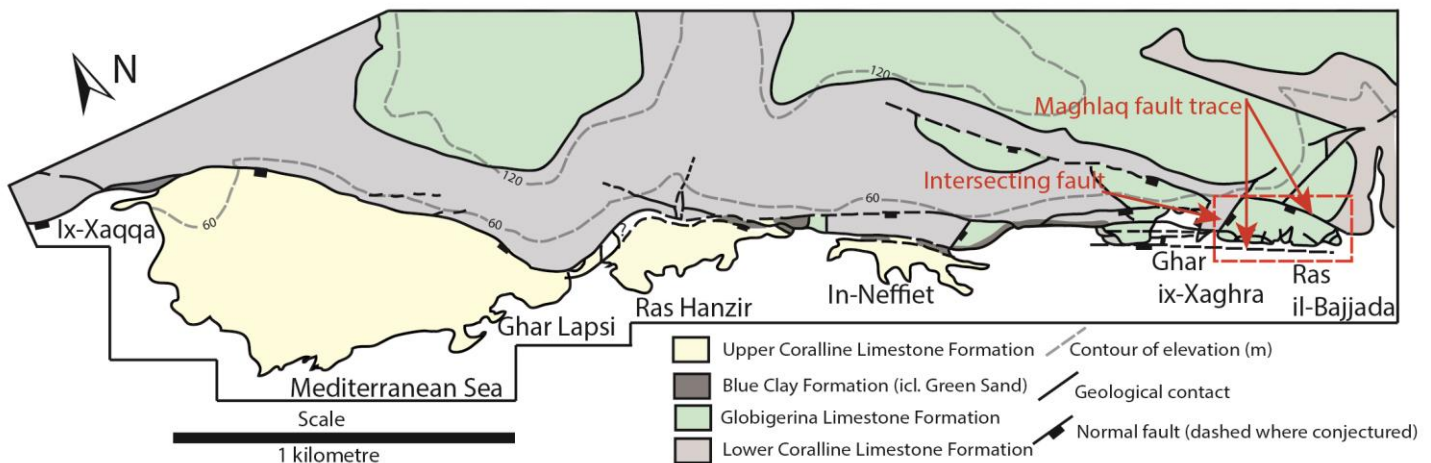 N
120
Maghlaq fault trace
120
Intersecting fault
60
60
Ix-Xaqqa
?
Ghar Lapsi
Ras Hanzir
In-Neffiet
Ghar
ix-Xaghra
Ras
il-Bajjada
Mediterranean Sea
Scale
1 kilometre
Upper Coralline Limestone Formation
Blue Clay Formation (icl. Green Sand)
Globigerina Limestone Formation
Lower Coralline Limestone Formation
Contour of elevation (m)
Geological contact
Normal fault (dashed where conjectured)